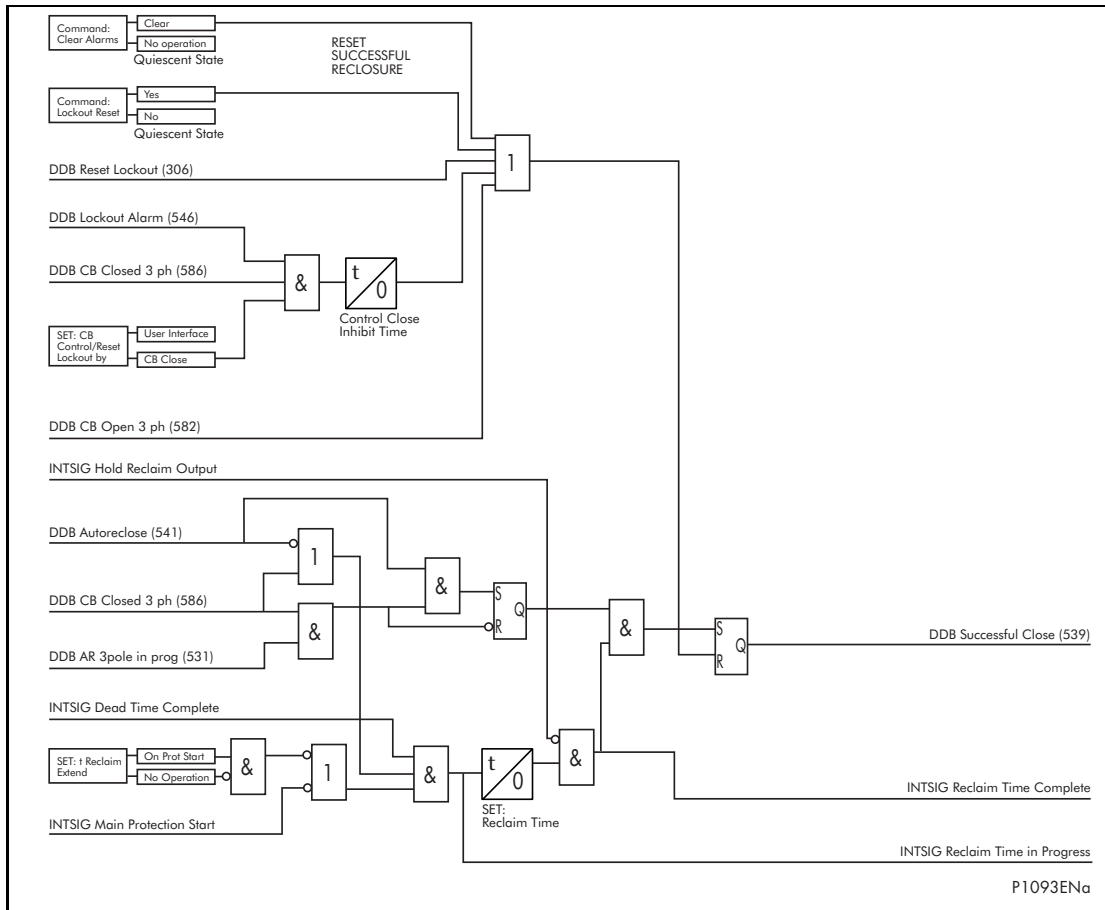 Command:
Clear Alarms
Clear
No operation
Quiescent State
RESET
SUCCESSFUL
RECLOSURE
Command:
Lockout Reset
Yes
No
Quiescent State
1
DDB Reset Lockout (306)
DDB Lockout Alarm (546)
DDB CB Closed 3 ph (586)
&
t
0
Control Close
Inhibit Time
SET: CB
Control/Reset
Lockout by
User Interface
CB Close
DDB CB Open 3 ph (582)
INTSIG Hold Reclaim Output
DDB Autoreclose (541)
1
&
S
Q
R
DDB CB Closed 3 ph (586)
&
&
S
Q
R
DDB Successful Close (539)
DDB AR 3pole in prog (531)
INTSIG Dead Time Complete
SET: t Reclaim
Extend
On Prot Start
No Operation
&
1
&
t
0
SET:
Reclaim Time
&
INTSIG Reclaim Time Complete
INTSIG Main Protection Start
INTSIG Reclaim Time in Progress
P1093ENa